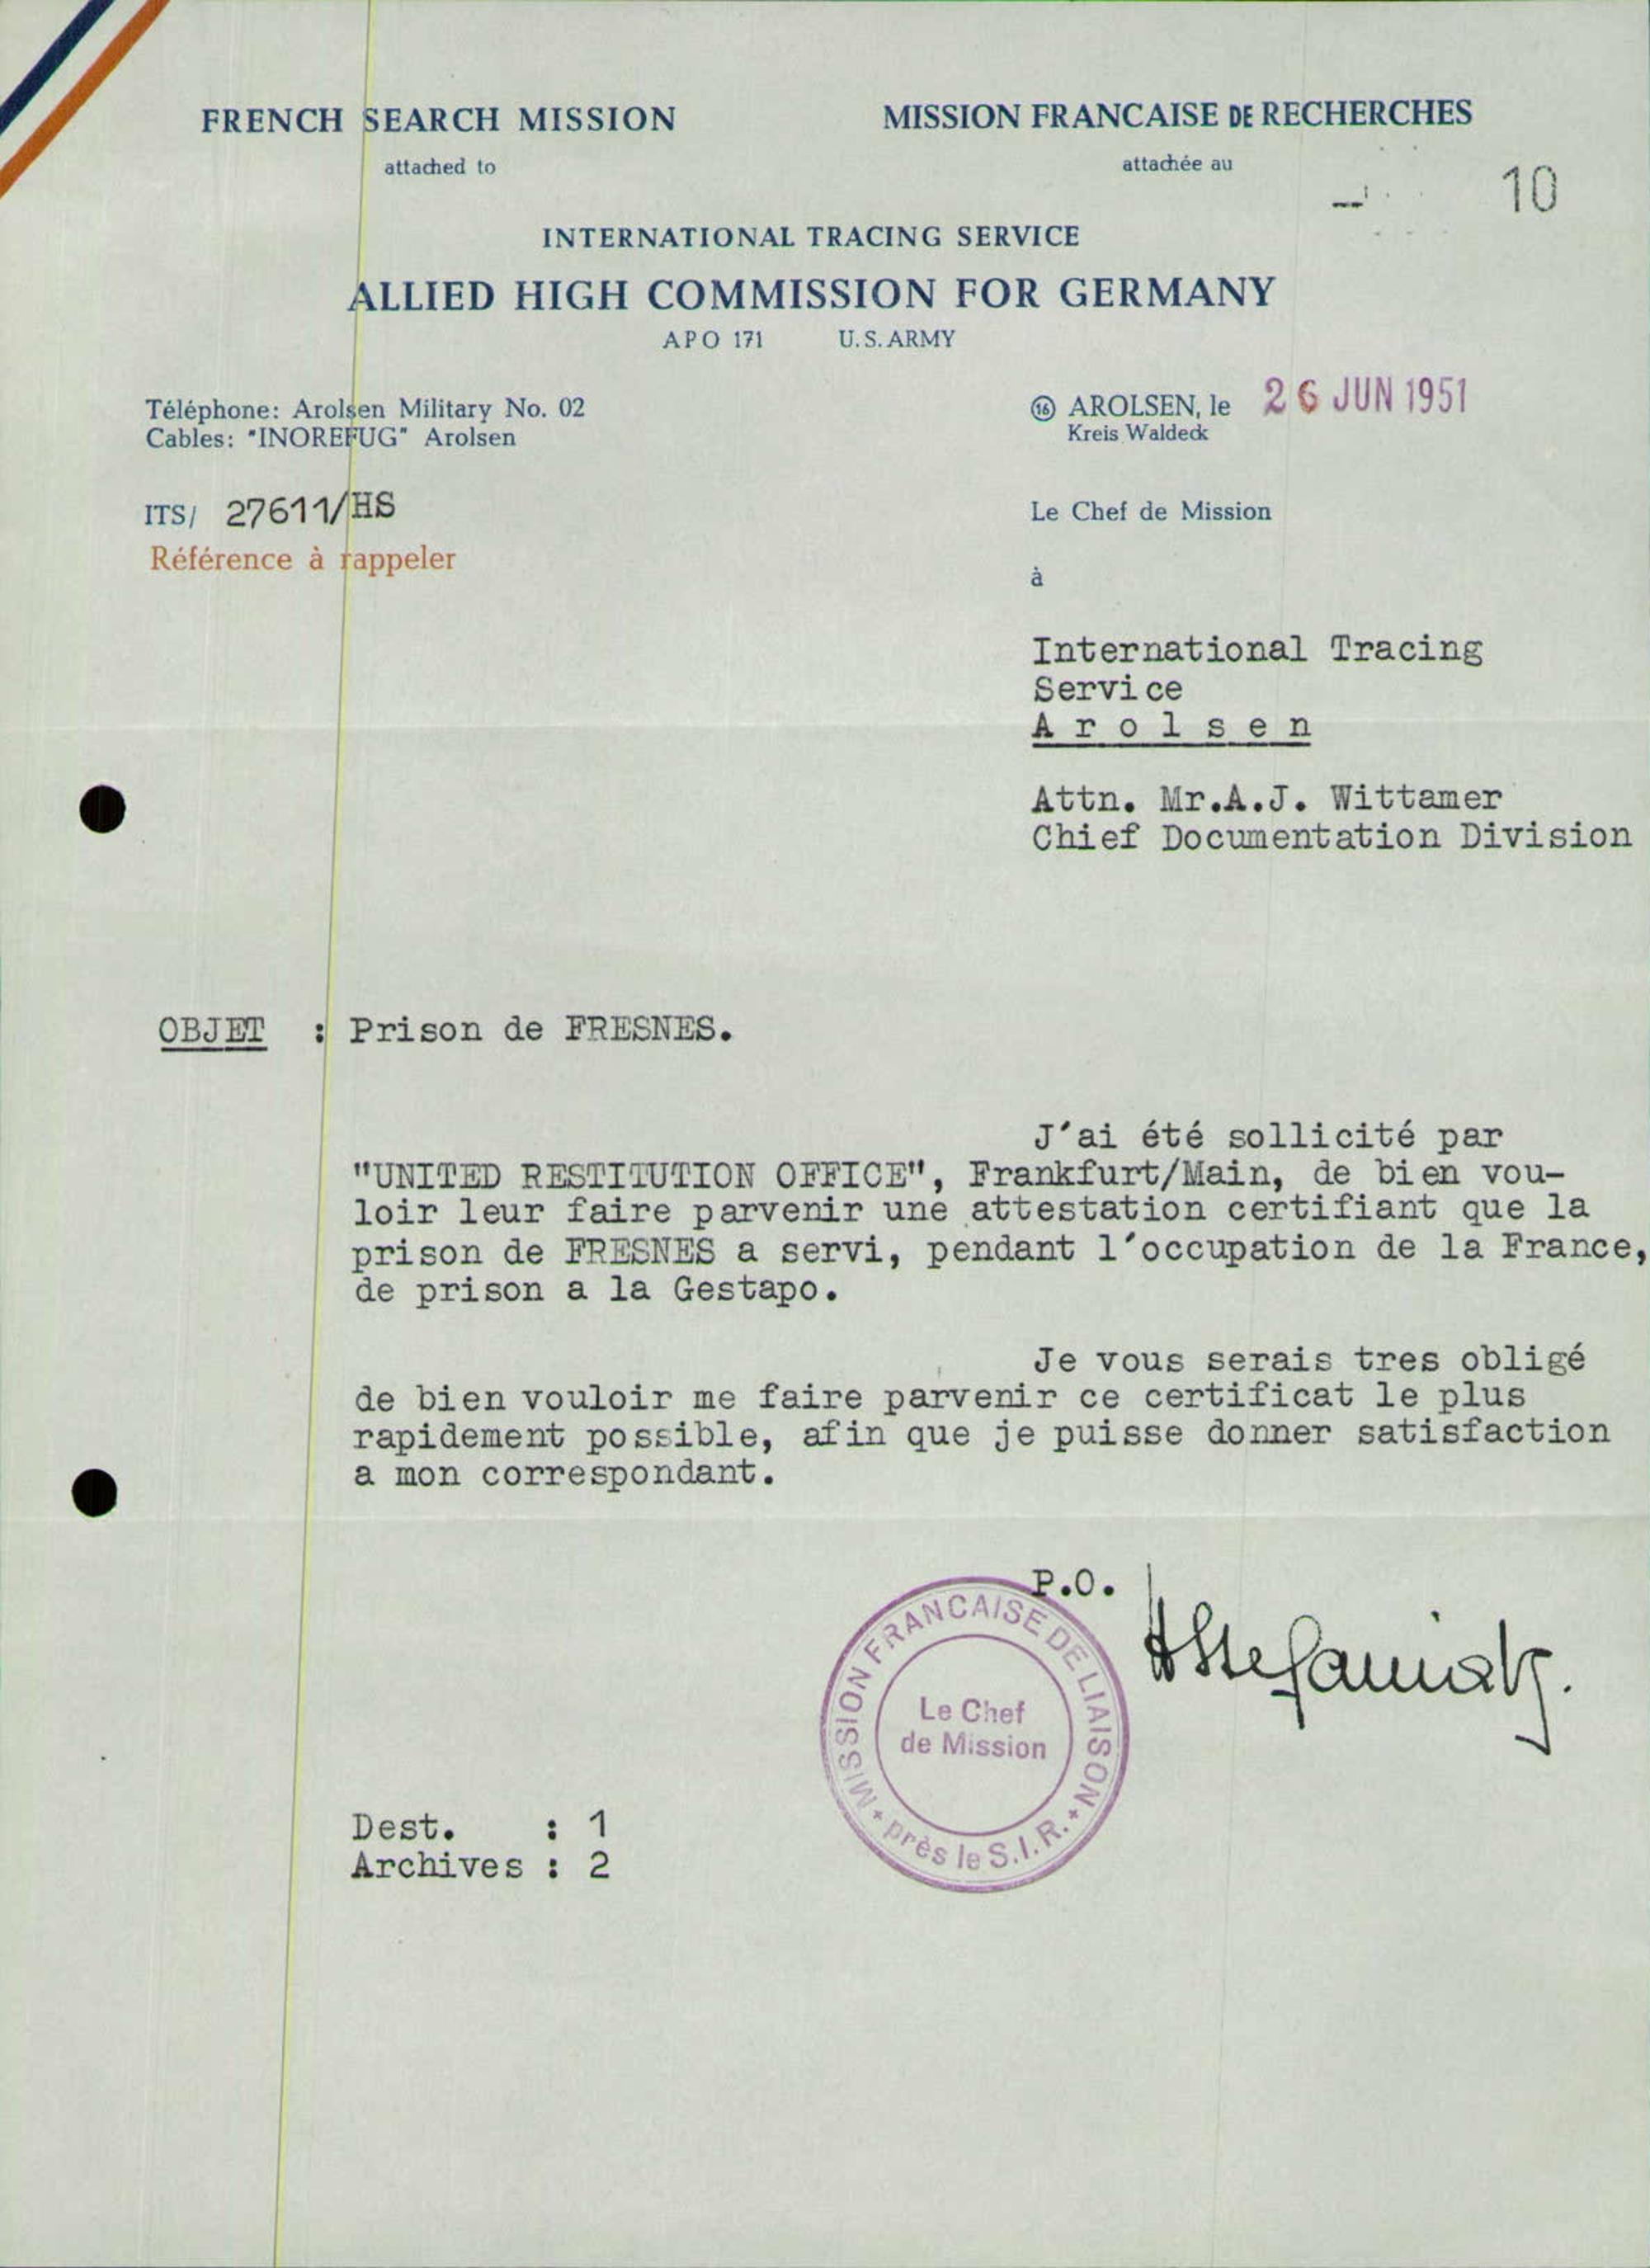 FRENCH SEARCH MISSION
attached to
MISSION FRANCAISE DE RECHERCHES
attachée au
10
INTERNATIONAL TRACING SERVICE
ALLIED HIGH COMMISSION FOR GERMANY
APO 171 U.S. ARMY
Téléphone: Arolsen Military No. 02
Cables: "INOREFUG" Arolsen
(16) AROLSEN, le 26 JUN 1951
Kreis Waldeck
ITS/ 27611/HS
Référence à rappeler
Le Chef de Mission
à
International Tracing
Service
Arolsen
Attn. Mr.A.J. Wittamer
Chief Documentation Division
OBJET : Prison de FRESNES.
J'ai été sollicité par
"UNITED RESTITUTION OFFICE", Frankfurt/Main, de bien vou-
loir leur faire parvenir une attestation certifiant que la
prison de FRESNES a servi, pendant l'occupation de la France,
de prison a la Gestapo.
Je vous serais tres obligé
de bien vouloir me faire parvenir ce certificat le plus
rapidement possible, afin que je puisse donner satisfaction
a mon correspondant.
P.O.
MISSION FRANCAISE DE LIAISON
près le S.I.R.
Le Chef
de Mission
Dest. : 1
Archives : 2